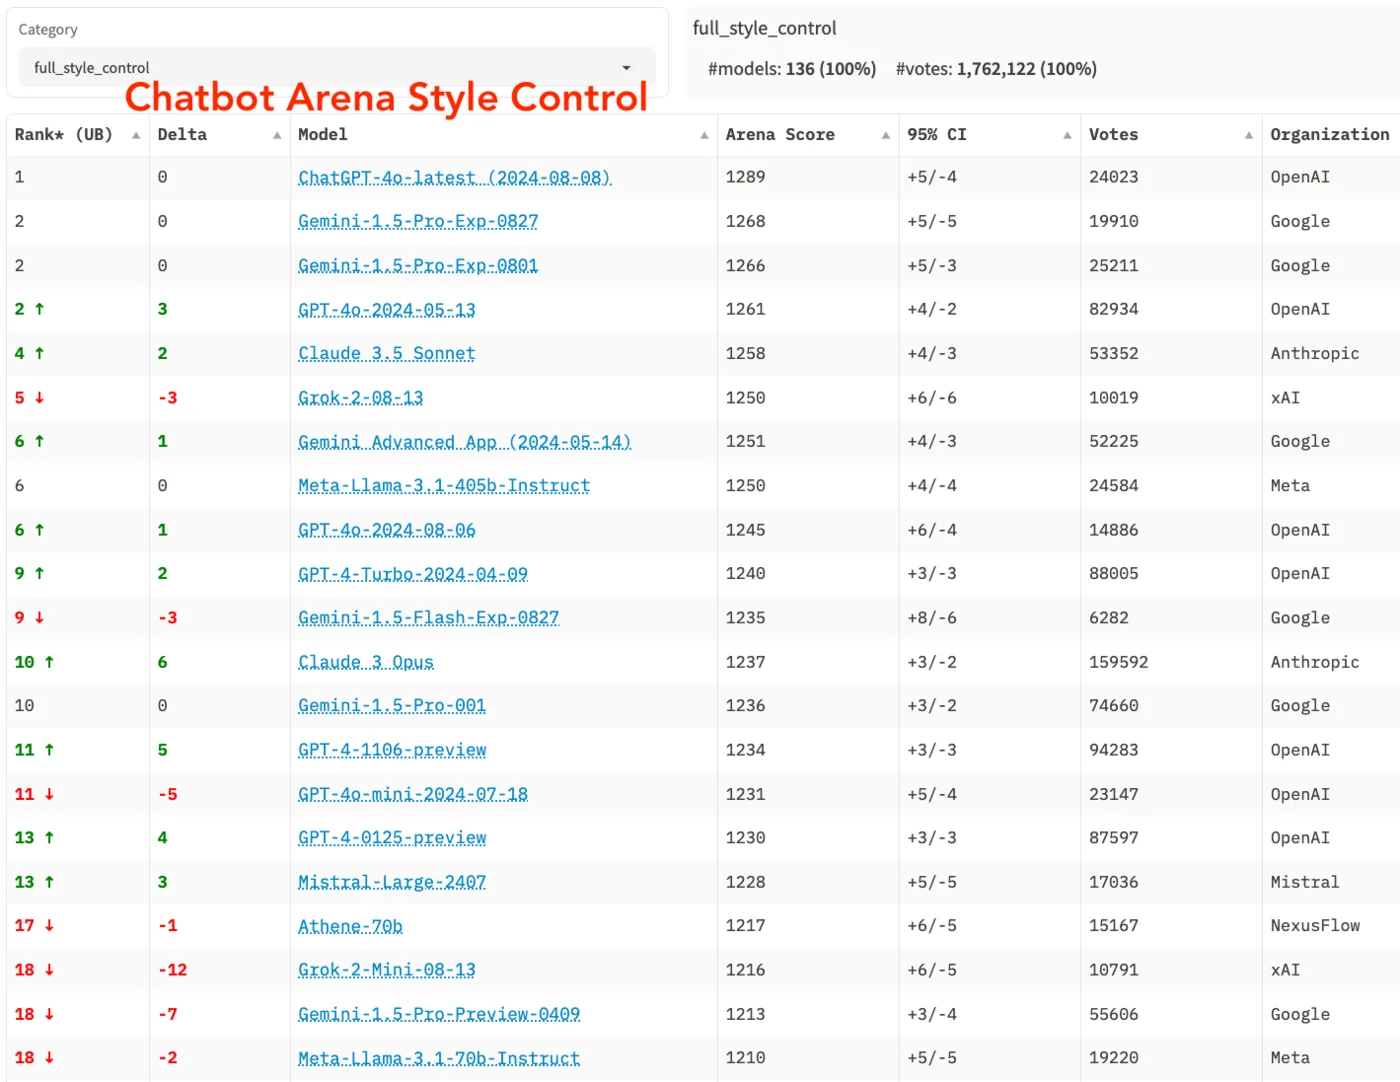 Category
full_style_control
full_style_control
#models: 136 (100%) #votes: 1,762,122 (100%)
Chatbot Arena Style Control
Rank* (UB) Delta Model Arena Score 95% CI Votes Organization
1 0 ChatGPT-4o-latest (2024-08-08) 1289 +5/-4 24023 OpenAI
2 0 Gemini-1.5-Pro-Exp-0827 1268 +5/-5 19910 Google
2 0 Gemini-1.5-Pro-Exp-0801 1266 +5/-3 25211 Google
2 ↑ 3 GPT-4o-2024-05-13 1261 +4/-2 82934 OpenAI
4 ↑ 2 Claude 3.5 Sonnet 1258 +4/-3 53352 Anthropic
5 ↓ -3 Grok-2-08-13 1250 +6/-6 10019 xAI
6 ↑ 1 Gemini Advanced App (2024-05-14) 1251 +4/-3 52225 Google
6 0 Meta-Llama-3.1-405b-Instruct 1250 +4/-4 24584 Meta
6 ↑ 1 GPT-4o-2024-08-06 1245 +6/-4 14886 OpenAI
9 ↑ 2 GPT-4-Turbo-2024-04-09 1240 +3/-3 88005 OpenAI
9 ↓ -3 Gemini-1.5-Flash-Exp-0827 1235 +8/-6 6282 Google
10 ↑ 6 Claude 3 Opus 1237 +3/-2 159592 Anthropic
10 0 Gemini-1.5-Pro-001 1236 +3/-2 74660 Google
11 ↑ 5 GPT-4-1106-preview 1234 +3/-3 94283 OpenAI
11 ↓ -5 GPT-4o-mini-2024-07-18 1231 +5/-4 23147 OpenAI
13 ↑ 4 GPT-4-0125-preview 1230 +3/-3 87597 OpenAI
13 ↑ 3 Mistral-Large-2407 1228 +5/-5 17036 Mistral
17 ↓ -1 Athene-70b 1217 +6/-5 15167 NexusFlow
18 ↓ -12 Grok-2-Mini-08-13 1216 +6/-5 10791 xAI
18 ↓ -7 Gemini-1.5-Pro-Preview-0409 1213 +3/-4 55606 Google
18 ↓ -2 Meta-Llama-3.1-70b-Instruct 1210 +5/-5 19220 Meta